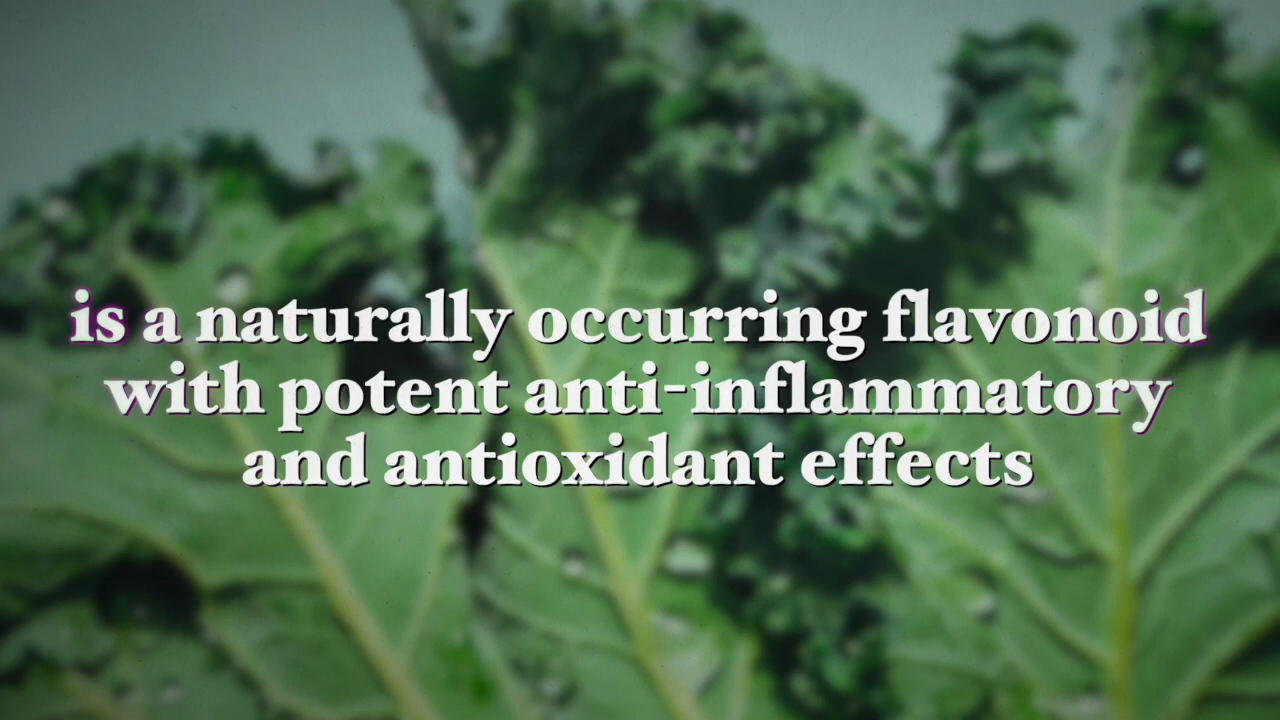 is a naturally occurring flavonoid
with potent anti-inflammatory
and antioxidant effects